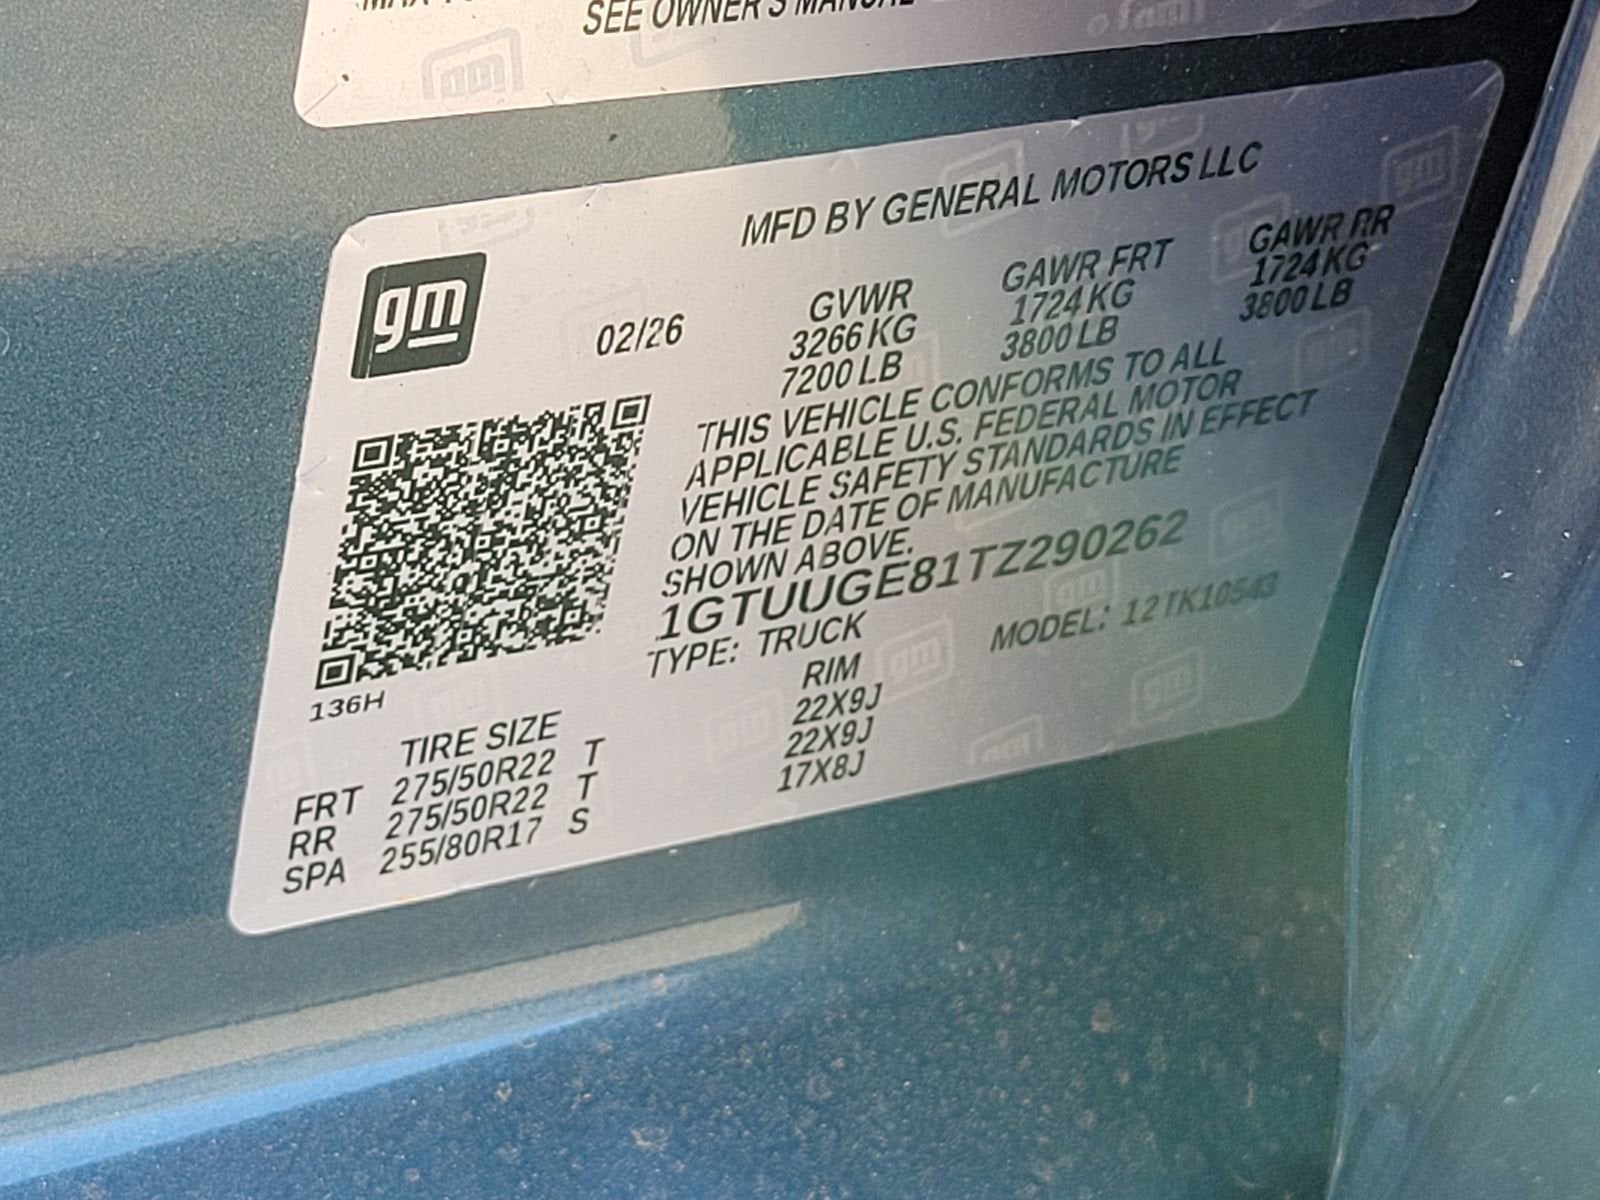 SEE OWNER'S MANUAL
gm
MFD BY GENERAL MOTORS LLC
02/26
GVWR GAWR FRT GAWR RR
3266 KG 1724 KG 1724 KG
7200 LB 3800 LB 3800 LB
THIS VEHICLE CONFORMS TO ALL
APPLICABLE U.S. FEDERAL MOTOR
VEHICLE SAFETY STANDARDS IN EFFECT
ON THE DATE OF MANUFACTURE
SHOWN ABOVE.
1GTUUGE81TZ290262
TYPE: TRUCK MODEL: 12TK10543
136H
TIRE SIZE RIM
FRT 275/50R22 T 22X9J
RR 275/50R22 T 22X9J
SPA 255/80R17 S 17X8J